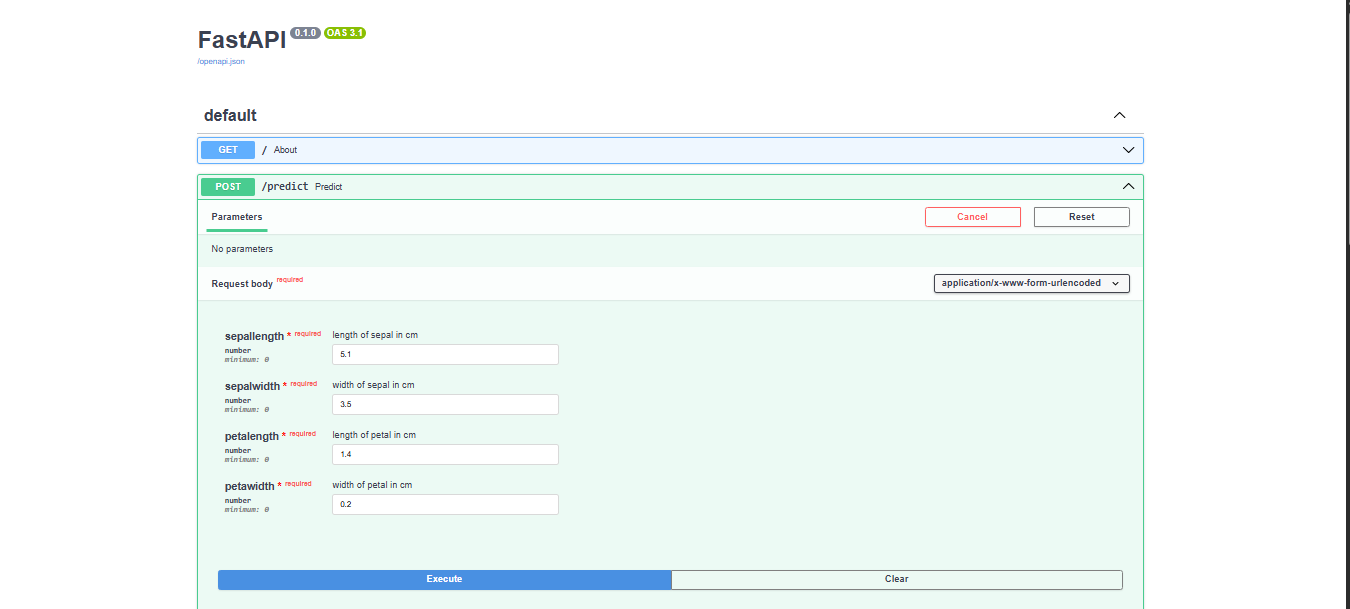 FastAPI 0.1.0 OAS 3.1
/openapi.json
default
GET / About
POST /predict Predict
Parameters Cancel Reset
No parameters
Request body required application/x-www-form-urlencoded
sepallength * required length of sepal in cm
number
minimum: 0
5.1
sepalwidth * required width of sepal in cm
number
minimum: 0
3.5
petalength * required length of petal in cm
number
minimum: 0
1.4
petawidth * required width of petal in cm
number
minimum: 0
0.2
Execute Clear